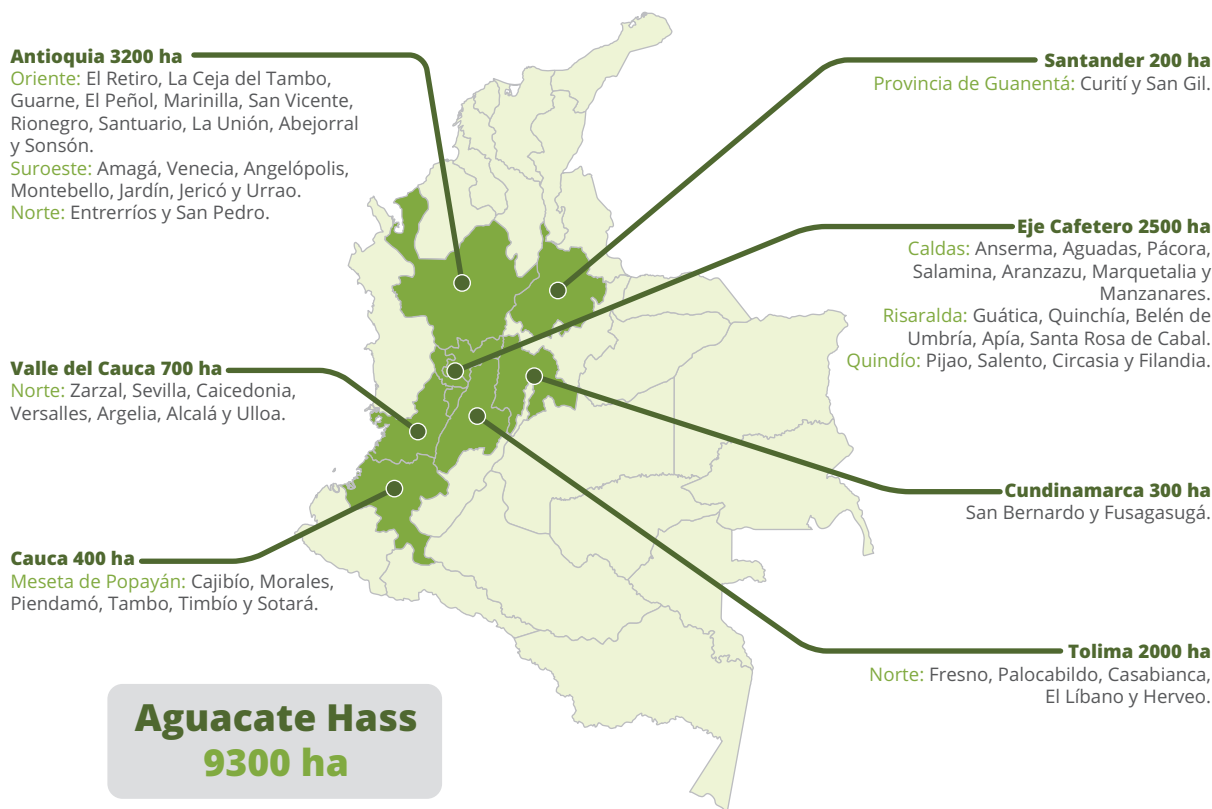 Antioquia 3200 ha
Oriente: El Retiro, La Ceja del Tambo,
Guarne, El Peñol, Marinilla, San Vicente,
Rionegro, Santuario, La Unión, Abejorral
y Sonsón.
Suroeste: Amagá, Venecia, Angelópolis,
Montebello, Jardín, Jericó y Urrao.
Norte: Entrerríos y San Pedro.
Santander 200 ha
Provincia de Guanentá: Curití y San Gil.
Eje Cafetero 2500 ha
Caldas: Anserma, Aguadas, Pácora,
Salamina, Aranzazu, Marquetalia y
Manzanares.
Risaralda: Guática, Quinchía, Belén de
Umbría, Apía, Santa Rosa de Cabal.
Quindío: Pijao, Salento, Circasia y Filandia.
Valle del Cauca 700 ha
Norte: Zarzal, Sevilla, Caicedonia,
Versalles, Argelia, Alcalá y Ulloa.
Cundinamarca 300 ha
San Bernardo y Fusagasugá.
Cauca 400 ha
Meseta de Popayán: Cajibío, Morales,
Piendamó, Tambo, Timbío y Sotará.
Tolima 2000 ha
Norte: Fresno, Palocabildo, Casabianca,
El Líbano y Herveo.
Aguacate Hass
9300 ha